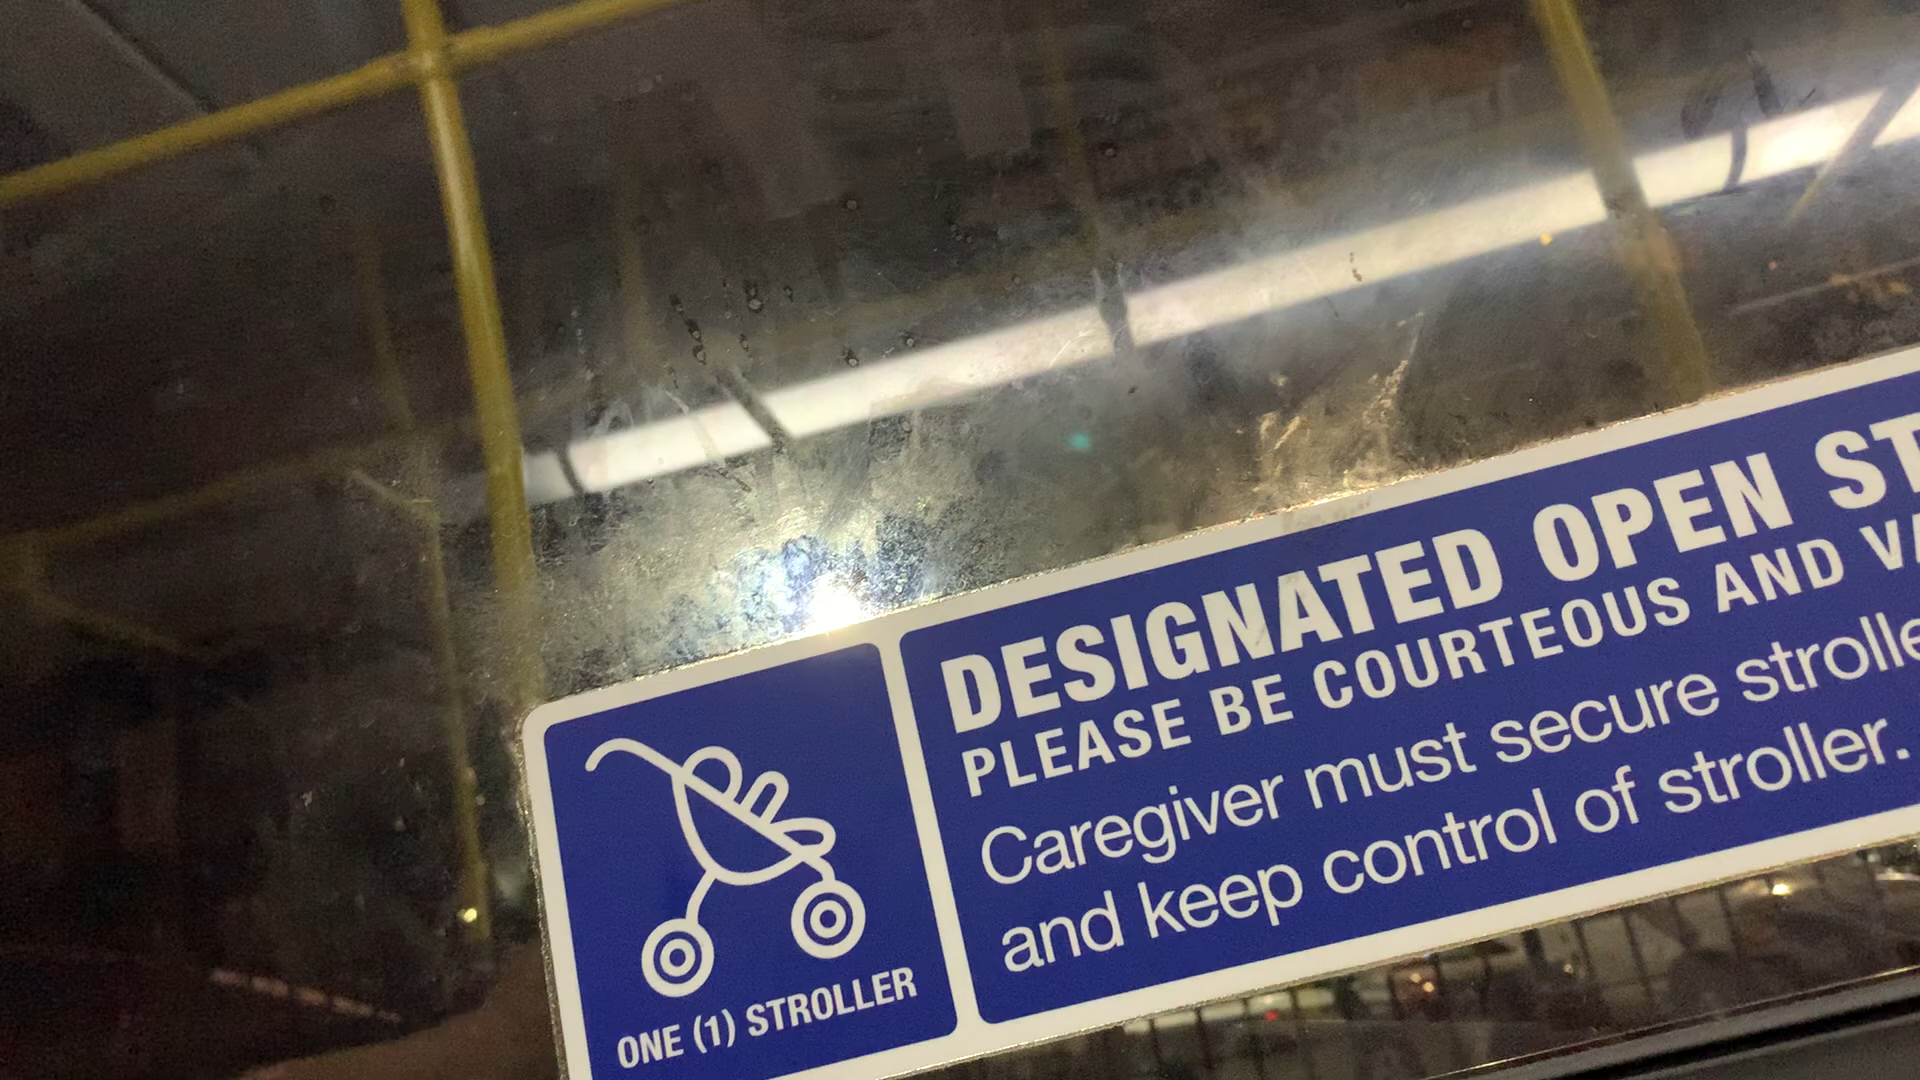 DESIGNATED OPEN
PLEASE BE COURTEOUS AND
Caregiver must secure
and keep control of stroller.
ONE (1) STROLLER